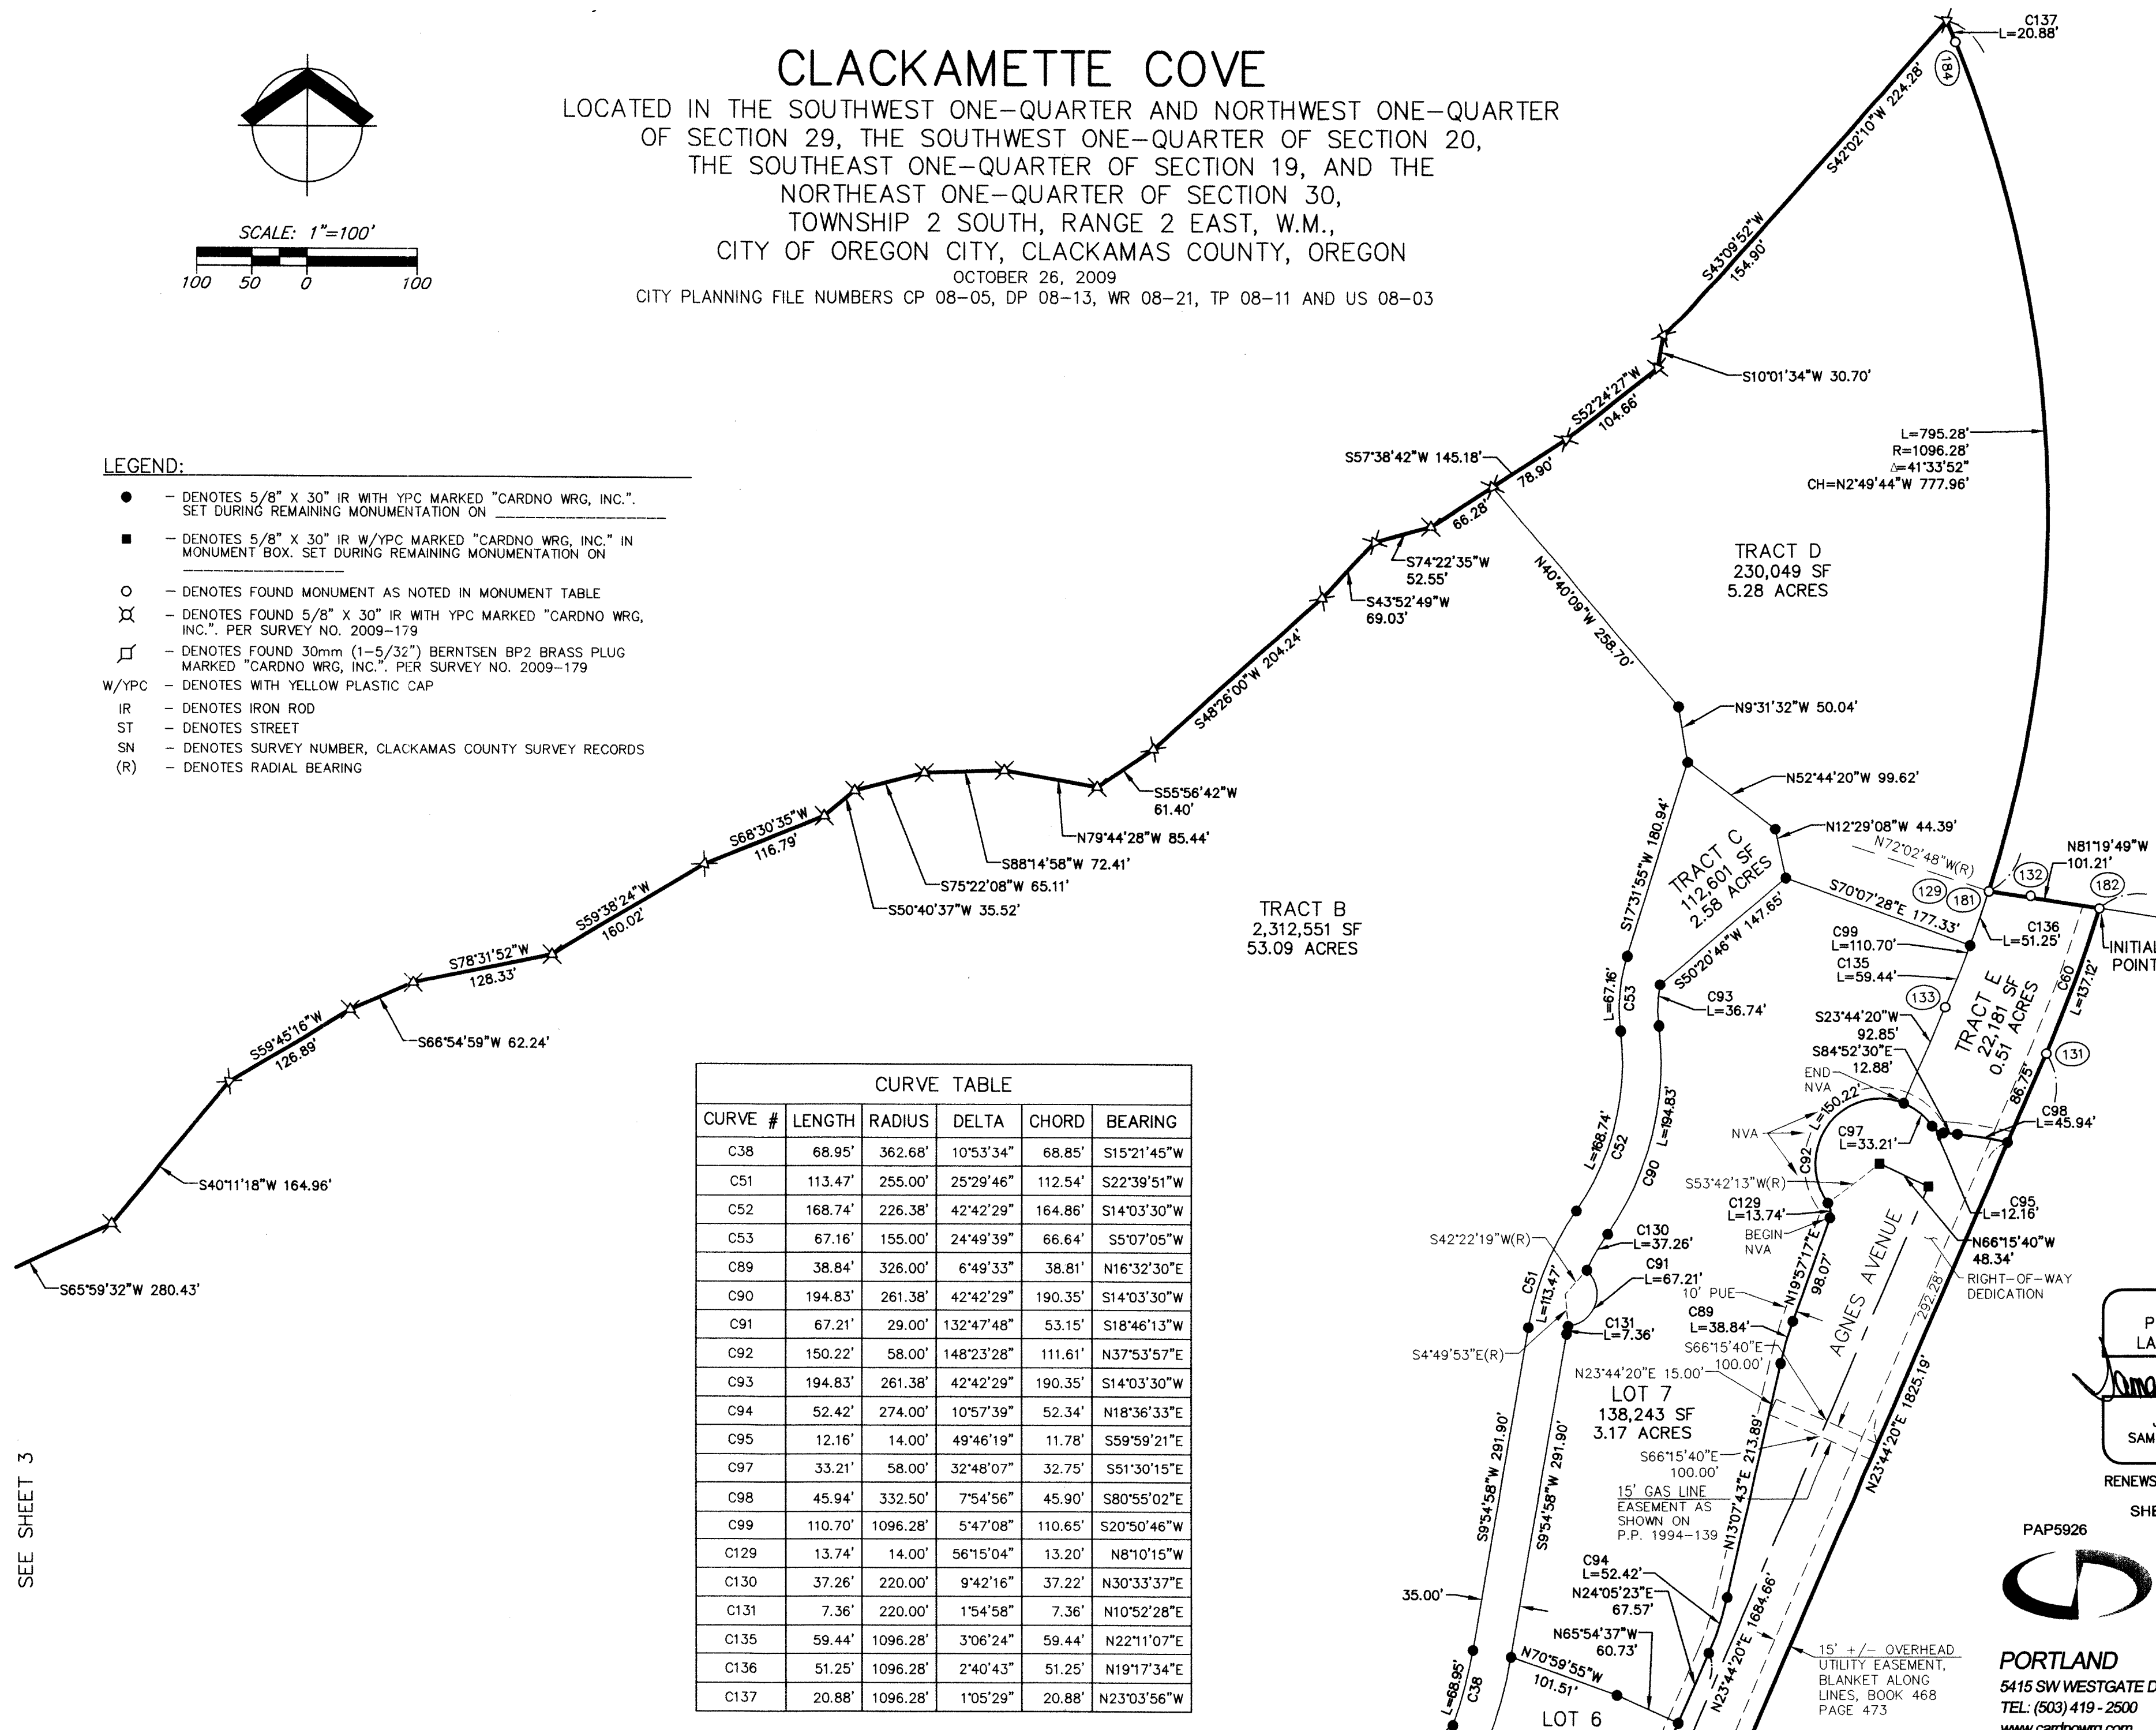 CLACKAMETTE COVE
LOCATED IN THE SOUTHWEST ONE-QUARTER AND NORTHWEST ONE-QUARTER
OF SECTION 29, THE SOUTHWEST ONE-QUARTER OF SECTION 20,
THE SOUTHEAST ONE-QUARTER OF SECTION 19, AND THE
NORTHEAST ONE-QUARTER OF SECTION 30,
TOWNSHIP 2 SOUTH, RANGE 2 EAST, W.M.,
CITY OF OREGON CITY, CLACKAMAS COUNTY, OREGON
OCTOBER 26, 2009
CITY PLANNING FILE NUMBERS CP 08-05, DP 08-13, WR 08-21, TP 08-11 AND US 08-03
SCALE: 1"=100'
100 50 0 100
LEGEND:
- DENOTES 5/8" X 30" IR WITH YPC MARKED "CARDNO WRG, INC.".
SET DURING REMAINING MONUMENTATION ON
- DENOTES 5/8" X 30" IR W/YPC MARKED "CARDNO WRG, INC." IN
MONUMENT BOX. SET DURING REMAINING MONUMENTATION ON
- DENOTES FOUND MONUMENT AS NOTED IN MONUMENT TABLE
- DENOTES FOUND 5/8" X 30" IR WITH YPC MARKED "CARDNO WRG,
INC.". PER SURVEY NO. 2009-179
- DENOTES FOUND 30mm (1-5/32") BERNTSEN BP2 BRASS PLUG
MARKED "CARDNO WRG, INC.". PER SURVEY NO. 2009-179
W/YPC - DENOTES WITH YELLOW PLASTIC CAP
IR - DENOTES IRON ROD
ST - DENOTES STREET
SN - DENOTES SURVEY NUMBER, CLACKAMAS COUNTY SURVEY RECORDS
(R) - DENOTES RADIAL BEARING
C137
L=20.88'
184
S42°02'10"W 224.28'
S43°09'52"W
154.90'
S10°01'34"W 30.70'
S52°24'27"W
104.66'
S57°38'42"W 145.18'
78.90'
66.28'
L=795.28'
R=1096.28'
Δ=41°33'52"
CH=N2°49'44"W 777.96'
S74°22'35"W
52.55'
S43°52'49"W
69.03'
S48°26'00"W 204.24'
N40°40'09"W 258.70'
TRACT D
230,049 SF
5.28 ACRES
N9°31'32"W 50.04'
S55°56'42"W
61.40'
N79°44'28"W 85.44'
S88°14'58"W 72.41'
S75°22'08"W 65.11'
S50°40'37"W 35.52'
S68°30'35"W
116.79'
S59°38'24"W
160.02'
S78°31'52"W
128.33'
S66°54'59"W 62.24'
S59°45'16"W
126.89'
S40°11'18"W 164.96'
S65°59'32"W 280.43'
TRACT B
2,312,551 SF
53.09 ACRES
N52°44'20"W 99.62'
N12°29'08"W 44.39'
N72°02'48"W(R)
S17°31'55"W 180.94'
TRACT C
112,601 SF
2.58 ACRES
S50°20'46"W 147.65'
S70°07'28"E 177.33'
N81°19'49"W
101.21'
129
181
132
182
C136
L=51.25'
INITIAL
POINT
C99
L=110.70'
C135
L=59.44'
133
TRACT E
22,181 SF
0.51 ACRES
C60
L=137.12'
131
86.75'
S23°44'20"W
92.85'
S84°52'30"E
12.88'
END
NVA
L=150.22'
C92
NVA
C97
L=33.21'
C98
L=45.94'
S53°42'13"W(R)
C129
L=13.74'
BEGIN
NVA
C95
L=12.16'
N66°15'40"W
48.34'
RIGHT-OF-WAY
DEDICATION
L=67.16'
C53
C93
L=36.74'
L=168.74'
C52
L=194.83'
C90
C130
L=37.26'
S42°22'19"W(R)
C91
L=67.21'
C51
L=113.47'
C131
L=7.36'
S4°49'53"E(R)
N19°57'17"E
98.07'
10' PUE
C89
L=38.84'
AGNES AVENUE
292.28'
S66°15'40"E
100.00'
N23°44'20"E 15.00'
LOT 7
138,243 SF
3.17 ACRES
S66°15'40"E
100.00'
15' GAS LINE
EASEMENT AS
SHOWN ON
P.P. 1994-139
N13°07'43"E 213.89'
N23°44'20"E 1825.19'
S9°54'58"W 291.90'
S9°54'58"W 291.90'
C94
L=52.42'
N24°05'23"E
67.57'
35.00'
N65°54'37"W
60.73'
N70°59'55"W
101.51'
N23°44'20"E 1684.66'
L=68.95'
C38
LOT 6
15' +/- OVERHEAD
UTILITY EASEMENT,
BLANKET ALONG
LINES, BOOK 468
PAGE 473
CURVE TABLE
CURVE # LENGTH RADIUS DELTA CHORD BEARING
C38 68.95' 362.68' 10°53'34" 68.85' S15°21'45"W
C51 113.47' 255.00' 25°29'46" 112.54' S22°39'51"W
C52 168.74' 226.38' 42°42'29" 164.86' S14°03'30"W
C53 67.16' 155.00' 24°49'39" 66.64' S5°07'05"W
C89 38.84' 326.00' 6°49'33" 38.81' N16°32'30"E
C90 194.83' 261.38' 42°42'29" 190.35' S14°03'30"W
C91 67.21' 29.00' 132°47'48" 53.15' S18°46'13"W
C92 150.22' 58.00' 148°23'28" 111.61' N37°53'57"E
C93 194.83' 261.38' 42°42'29" 190.35' S14°03'30"W
C94 52.42' 274.00' 10°57'39" 52.34' N18°36'33"E
C95 12.16' 14.00' 49°46'19" 11.78' S59°59'21"E
C97 33.21' 58.00' 32°48'07" 32.75' S51°30'15"E
C98 45.94' 332.50' 7°54'56" 45.90' S80°55'02"E
C99 110.70' 1096.28' 5°47'08" 110.65' S20°50'46"W
C129 13.74' 14.00' 56°15'04" 13.20' N8°10'15"W
C130 37.26' 220.00' 9°42'16" 37.22' N30°33'37"E
C131 7.36' 220.00' 1°54'58" 7.36' N10°52'28"E
C135 59.44' 1096.28' 3°06'24" 59.44' N22°11'07"E
C136 51.25' 1096.28' 2°40'43" 51.25' N19°17'34"E
C137 20.88' 1096.28' 1°05'29" 20.88' N23°03'56"W
SEE SHEET 3
P
LA
SAM
RENEWS
SHE
PAP5926
PORTLAND
5415 SW WESTGATE D
TEL: (503) 419 - 2500